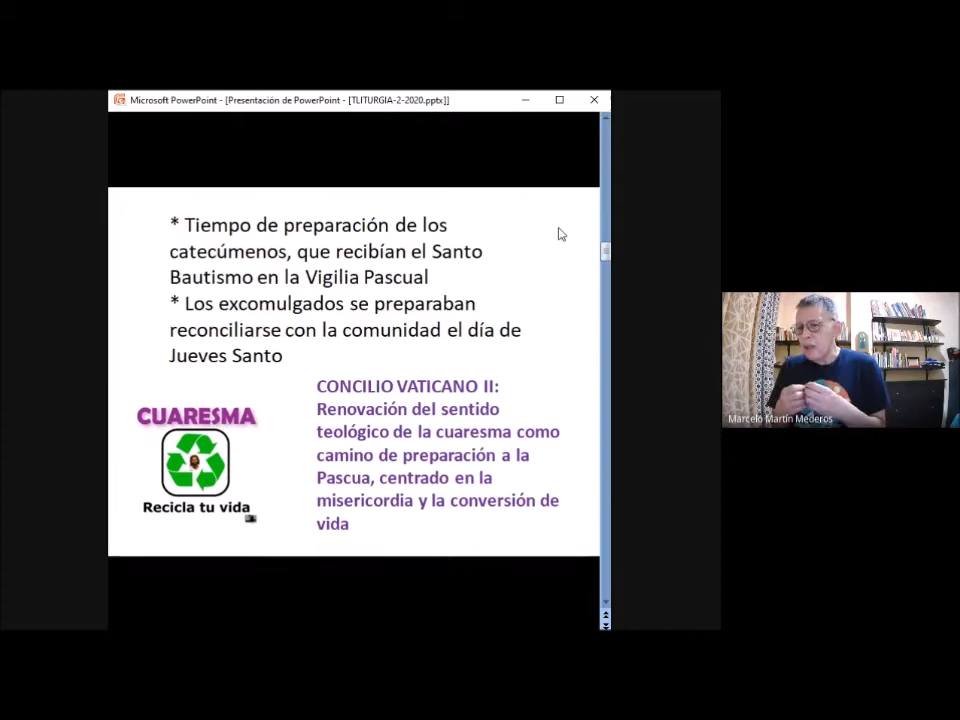 Microsoft PowerPoint - [Presentación de PowerPoint - [TLITURGIA-2-2020.pptx]]
* Tiempo de preparación de los
catecúmenos, que recibían el Santo
Bautismo en la Vigilia Pascual
* Los excomulgados se preparaban
reconciliarse con la comunidad el día de
Jueves Santo
CONCILIO VATICANO II:
Renovación del sentido
teológico de la cuaresma como
camino de preparación a la
Pascua, centrado en la
misericordia y la conversión de
vida
CUARESMA
Recicla tu vida
Marcelo Martín Mederos